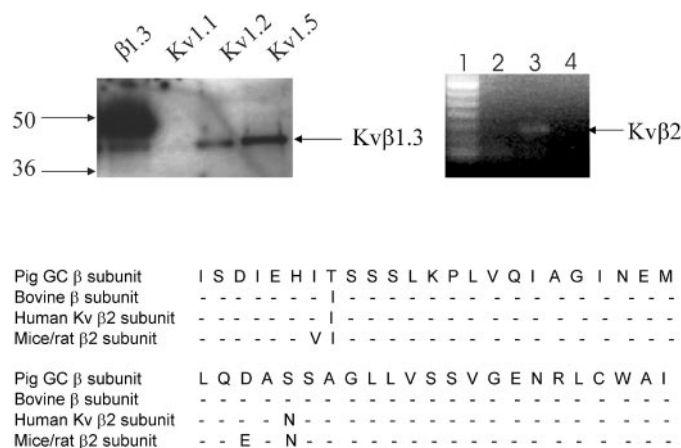 β1.3 Kv1.1 Kv1.2 Kv1.5
1 2 3 4
50
Kvβ1.3
Kvβ2
36
Pig GC β subunit I S D I E H I T S S S L K P L V Q I A G I N E M
Bovine β subunit - - - - - - - I - - - - - - - - - - - - - - - -
Human Kv β2 subunit - - - - - - - I - - - - - - - - - - - - - - - -
Mice/rat β2 subunit - - - - - - V I - - - - - - - - - - - - - - - -
Pig GC β subunit L Q D A S S A G L L V S S V G E N R L C W A I
Bovine β subunit - - - - - - - - - - - - - - - - - - - - - - -
Human Kv β2 subunit - - - - N - - - - - - - - - - - - - - - - - -
Mice/rat β2 subunit - - E - N - - - - - - - - - - - - - - - - - -